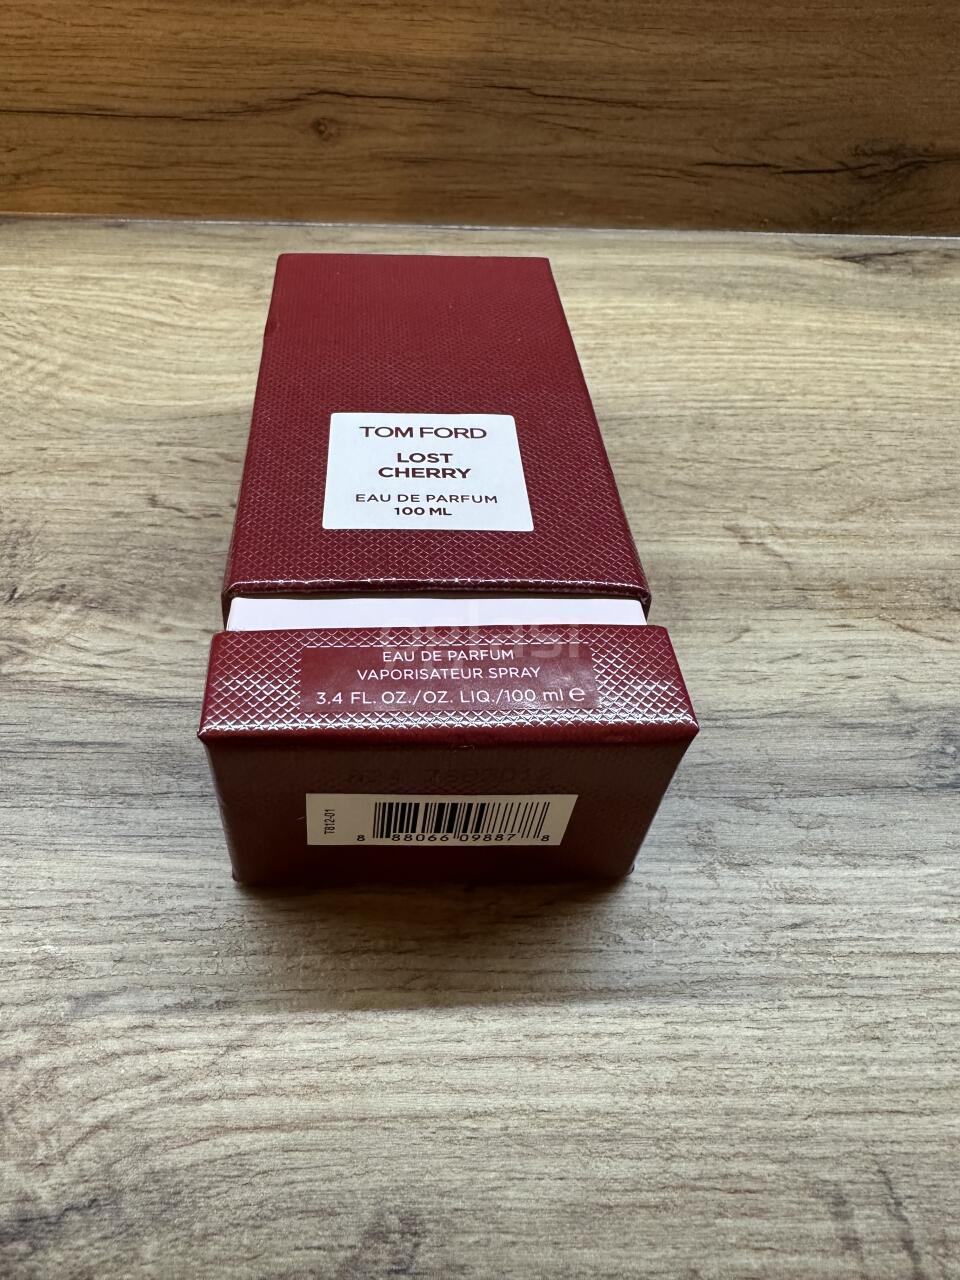 TOM FORD
LOST
CHERRY
EAU DE PARFUM
100 ML
EAU DE PARFUM
VAPORISATEUR SPRAY
3.4 FL. OZ./OZ. LIQ./100 ml ℮
T812-01
8 88066 09887 8